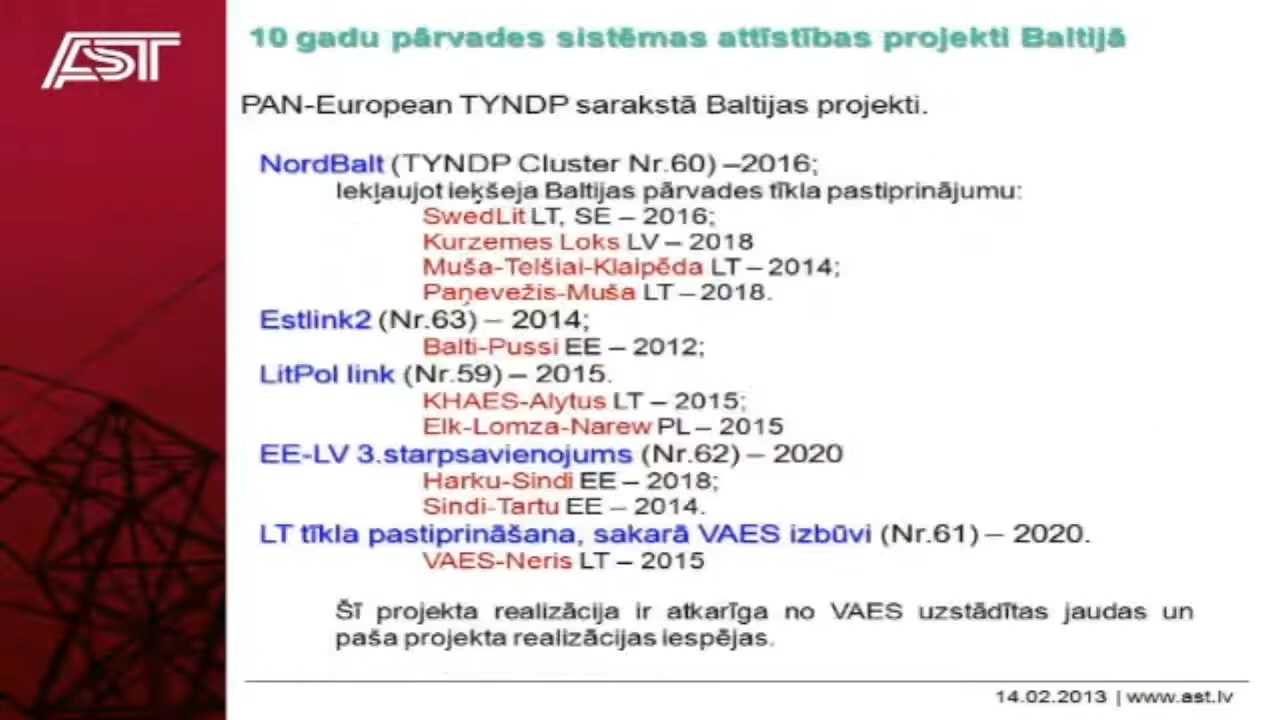 AST
10 gadu pārvades sistēmas attīstības projekti Baltijā
PAN-European TYNDP sarakstā Baltijas projekti.
NordBalt (TYNDP Cluster Nr.60) –2016;
Iekļaujot iekšeja Baltijas pārvades tīkla pastiprinājumu:
SwedLit LT, SE – 2016;
Kurzemes Loks LV – 2018
Muša-Telšiai-Klaipēda LT – 2014;
Paņevežis-Muša LT – 2018.
Estlink2 (Nr.63) – 2014;
Balti-Pussi EE – 2012;
LitPol link (Nr.59) – 2015.
KHAES-Alytus LT – 2015;
Elk-Lomza-Narew PL – 2015
EE-LV 3.starpsavienojums (Nr.62) – 2020
Harku-Sindi EE – 2018;
Sindi-Tartu EE – 2014.
LT tīkla pastiprināšana, sakarā VAES izbūvi (Nr.61) – 2020.
VAES-Neris LT – 2015
Šī projekta realizācija ir atkarīga no VAES uzstādītas jaudas un
paša projekta realizācijas iespējas.
14.02.2013 | www.ast.lv